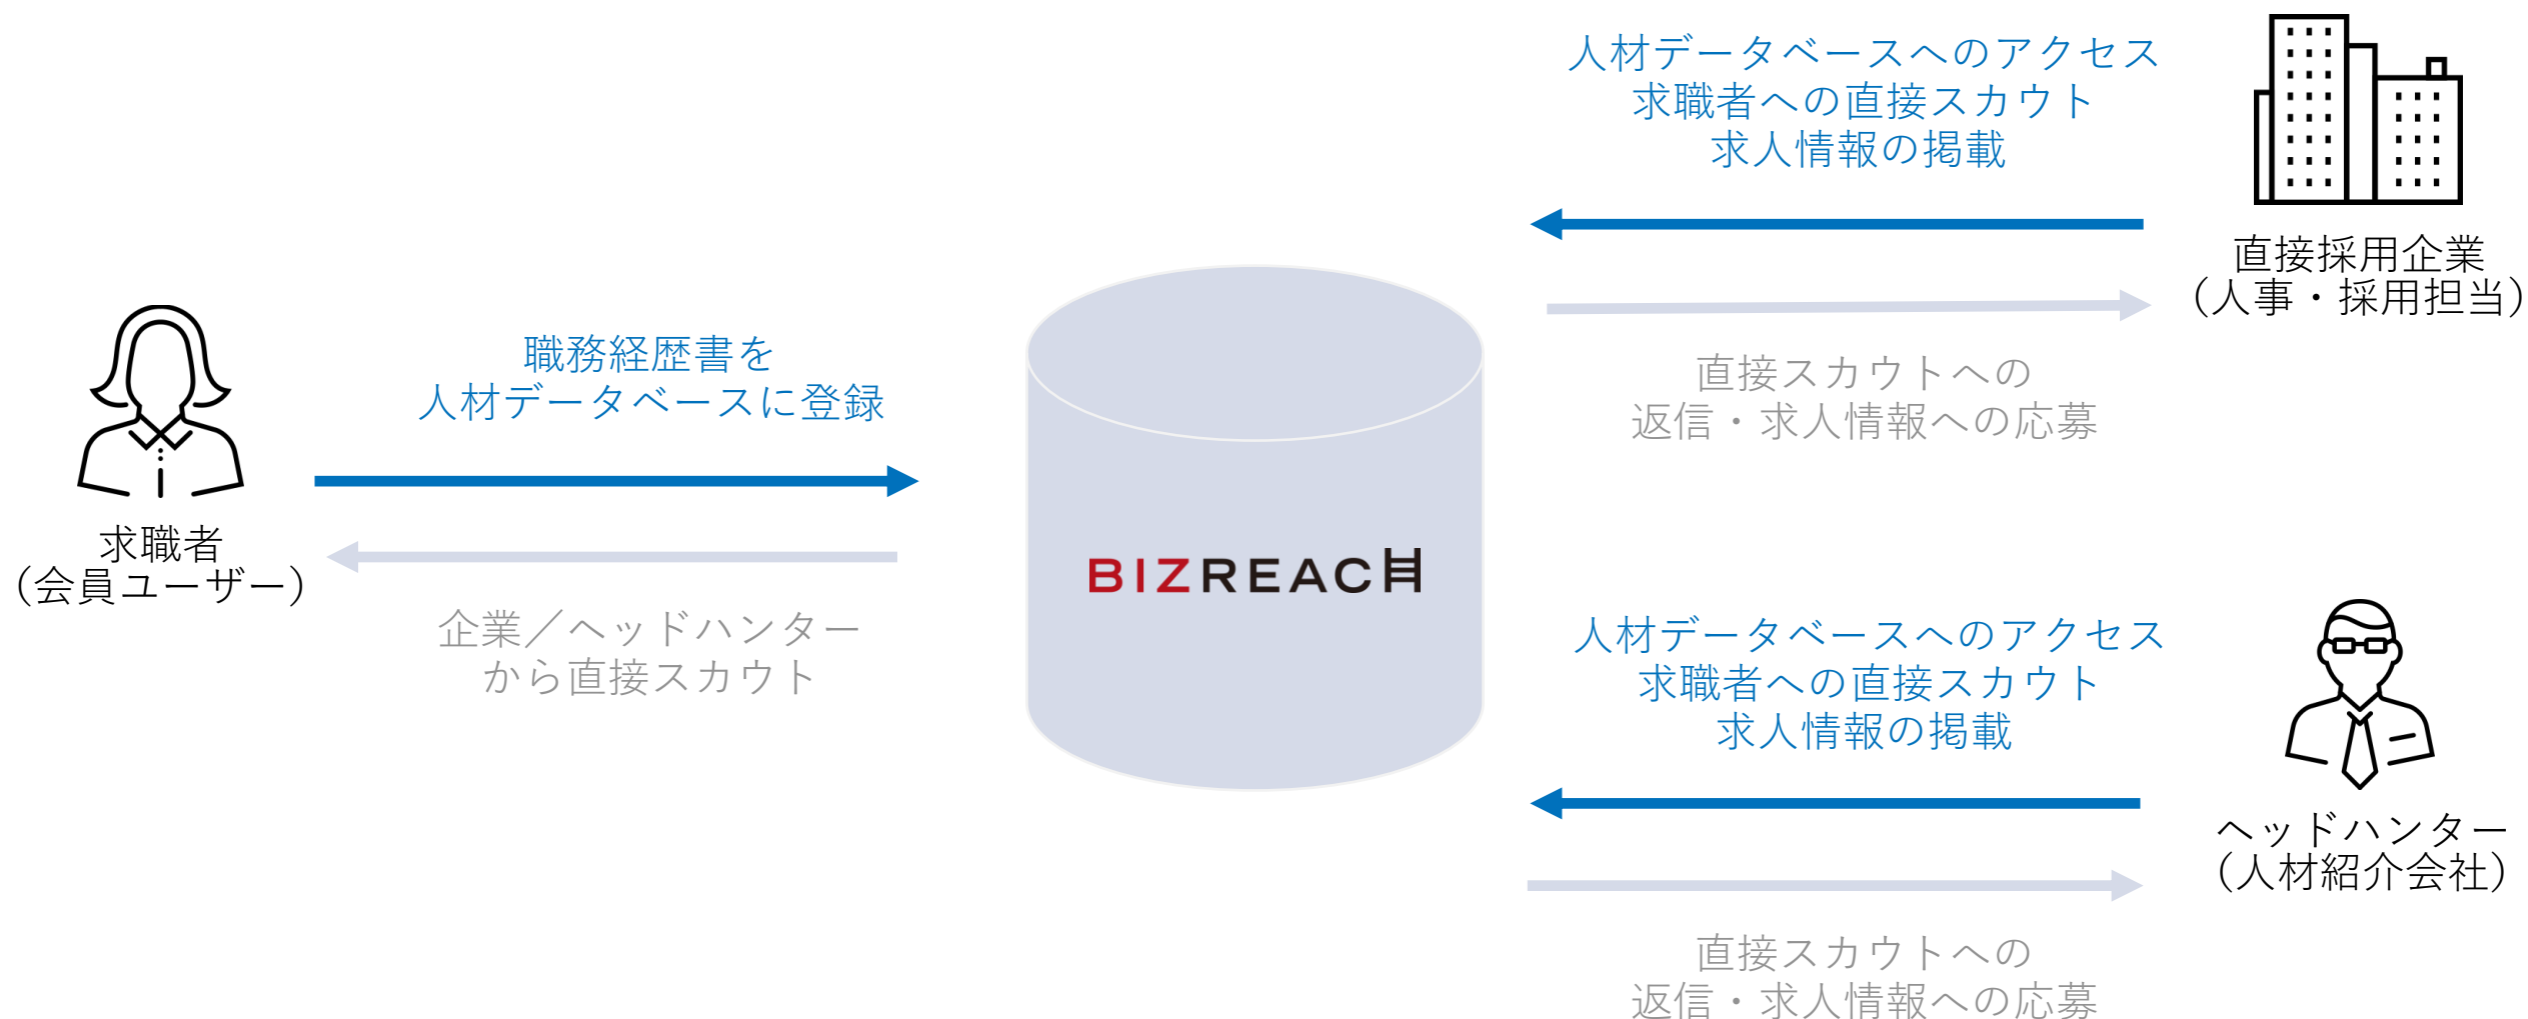 人材データベースへのアクセス
求職者への直接スカウト
求人情報の掲載
直接採用企業
（人事・採用担当）
直接スカウトへの
返信・求人情報への応募
職務経歴書を
人材データベースに登録
求職者
（会員ユーザー）
企業／ヘッドハンター
から直接スカウト
BIZREACH
人材データベースへのアクセス
求職者への直接スカウト
求人情報の掲載
ヘッドハンター
（人材紹介会社）
直接スカウトへの
返信・求人情報への応募